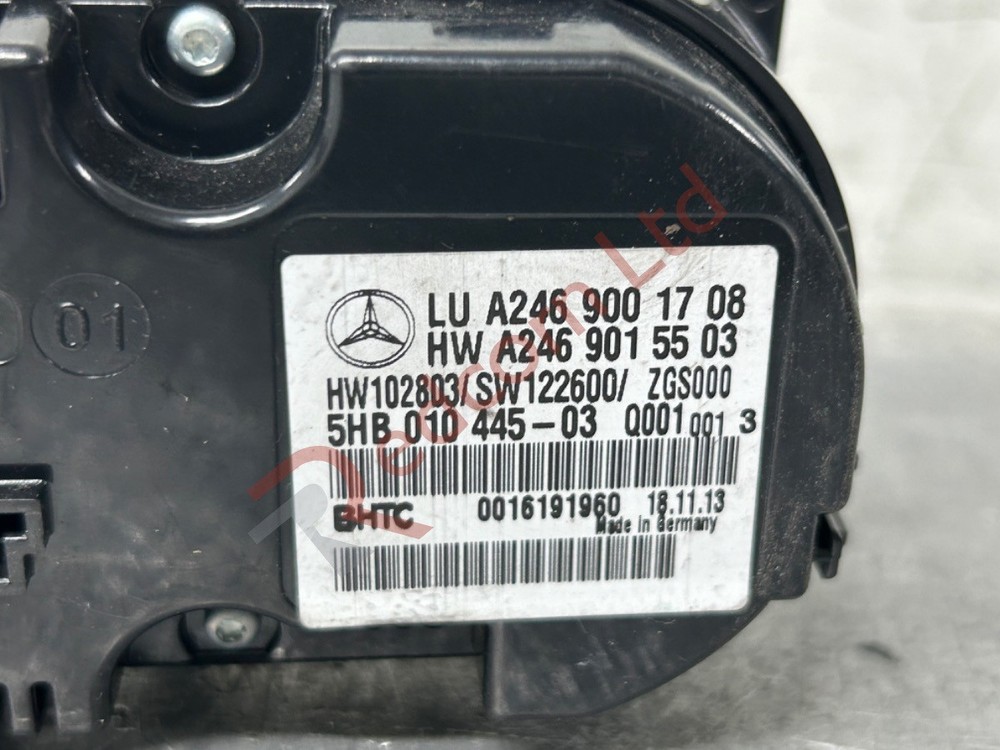 LU A246 900 17 08
HW A246 901 55 03
HW102803/SW122600/ ZGS000
5HB 010 445-03 Q001 001 3
BHTC 0016191960 18.11.13
Made in Germany
01
Redcom Ltd